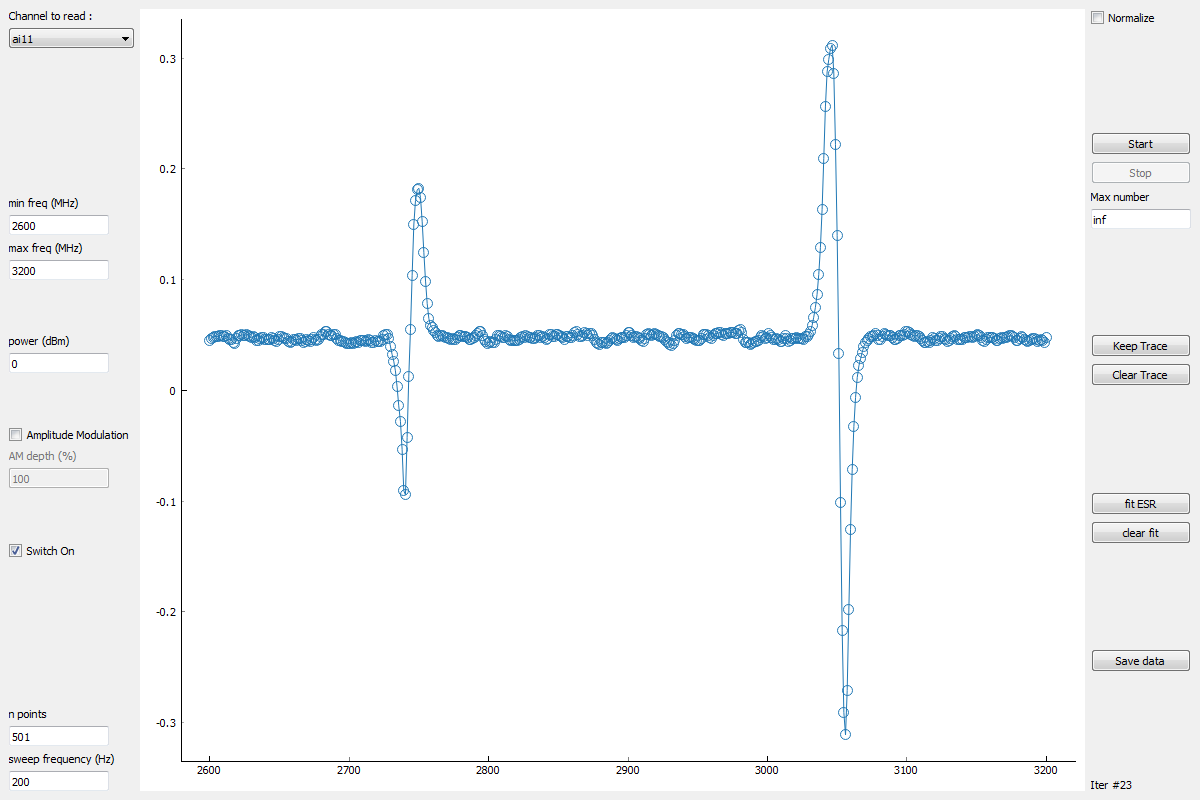 Channel to read :
ai11
min freq (MHz)
2600
max freq (MHz)
3200
power (dBm)
0
Amplitude Modulation
AM depth (%)
100
Switch On
n points
501
sweep frequency (Hz)
200
0.3
0.2
0.1
0
-0.1
-0.2
-0.3
2600 2700 2800 2900 3000 3100 3200
Normalize
Start
Stop
Max number
inf
Keep Trace
Clear Trace
fit ESR
clear fit
Save data
Iter #23